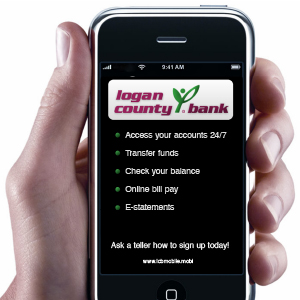 9:41 AM
logan
county bank
Access your accounts 24/7
Transfer funds
Check your balance
Online bill pay
E-statements
Ask a teller how to sign up today!
www.lcbmobile.mobi